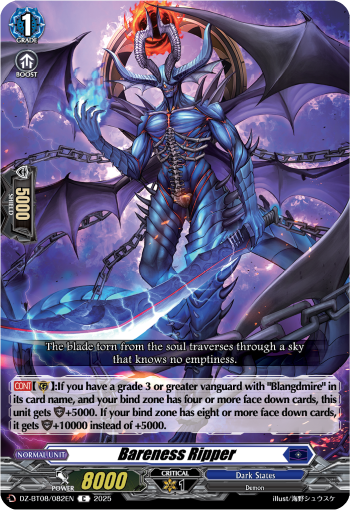 1
GRADE
BOOST
5000
SHIELD
The blade torn from the soul traverses through a sky
that knows no emptiness.
CONT【】:If you have a grade 3 or greater vanguard with "Blangdmire" in
its card name, and your bind zone has four or more face down cards, this
unit gets +5000. If your bind zone has eight or more face down cards,
it gets +10000 instead of +5000.
〈NORMAL UNIT〉
Bareness Ripper
POWER
8000
CRITICAL
1
Dark States
Demon
DZ-BT08/082EN C 2025
illust/海野シュウスケ